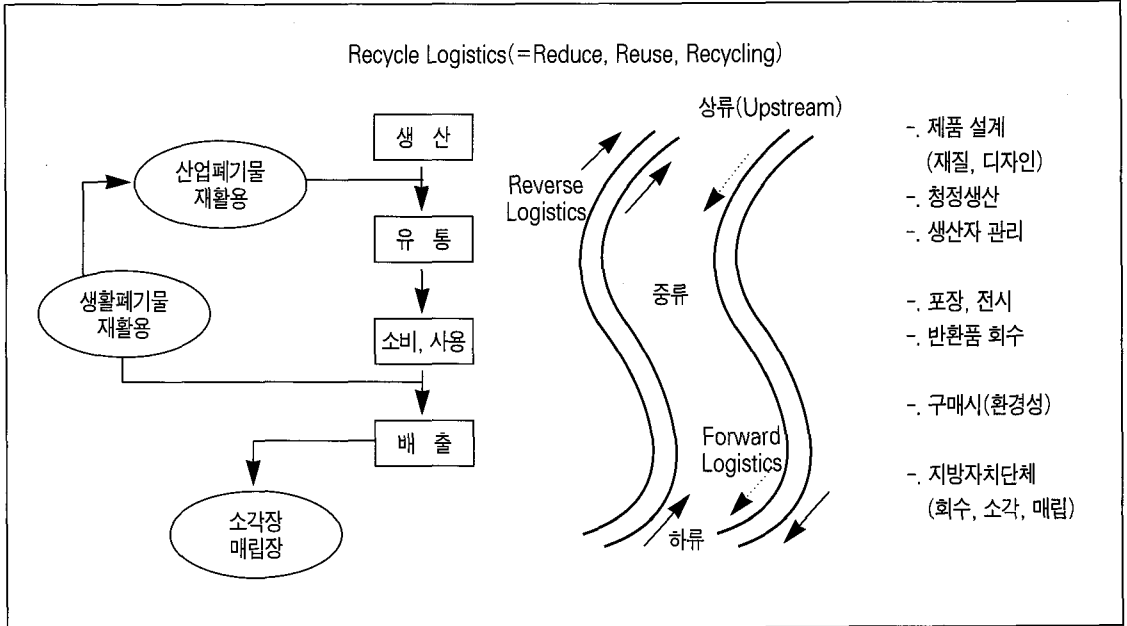 Recycle Logistics(=Reduce, Reuse, Recycling)
생 산
산업폐기물
재활용
유 통
생활폐기물
재활용
소비, 사용
배 출
소각장
매립장
상류(Upstream)
Reverse
Logistics
중류
Forward
Logistics
하류
-. 제품 설계
(재질, 디자인)
-. 청정생산
-. 생산자 관리
-. 포장, 전시
-. 반환품 회수
-. 구매시(환경성)
-. 지방자치단체
(회수, 소각, 매립)